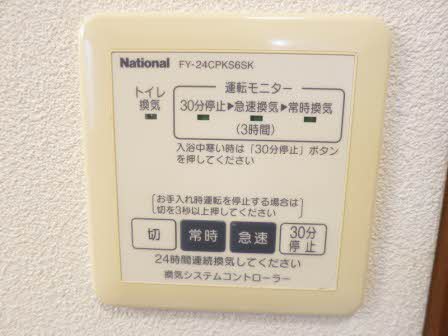 National FY-24CPKS6SK
運転モニター
トイレ
換気
30分停止▶急速換気▶常時換気
(3時間)
入浴中寒い時は「30分停止」ボタン
を押してください
お手入れ時運転を停止する場合は
切を3秒以上押してください
切 常時 急速 30分
停止
24時間連続換気してください
換気システムコントローラー